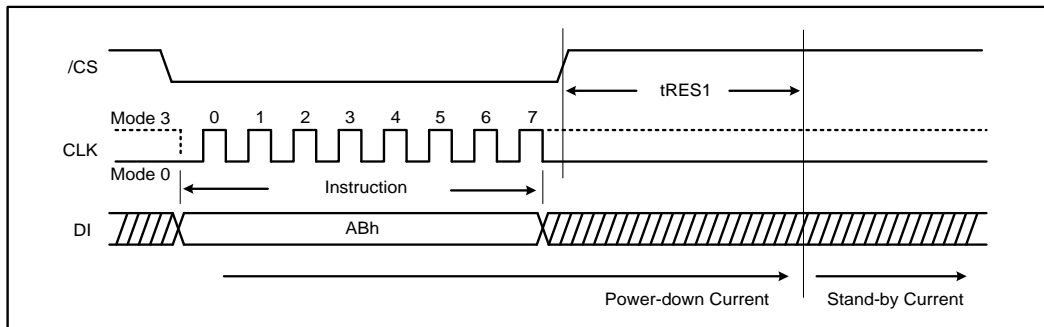 /CS
tRES1
Mode 3 0 1 2 3 4 5 6 7
CLK
Mode 0
Instruction
DI
ABh
Power-down Current
Stand-by Current